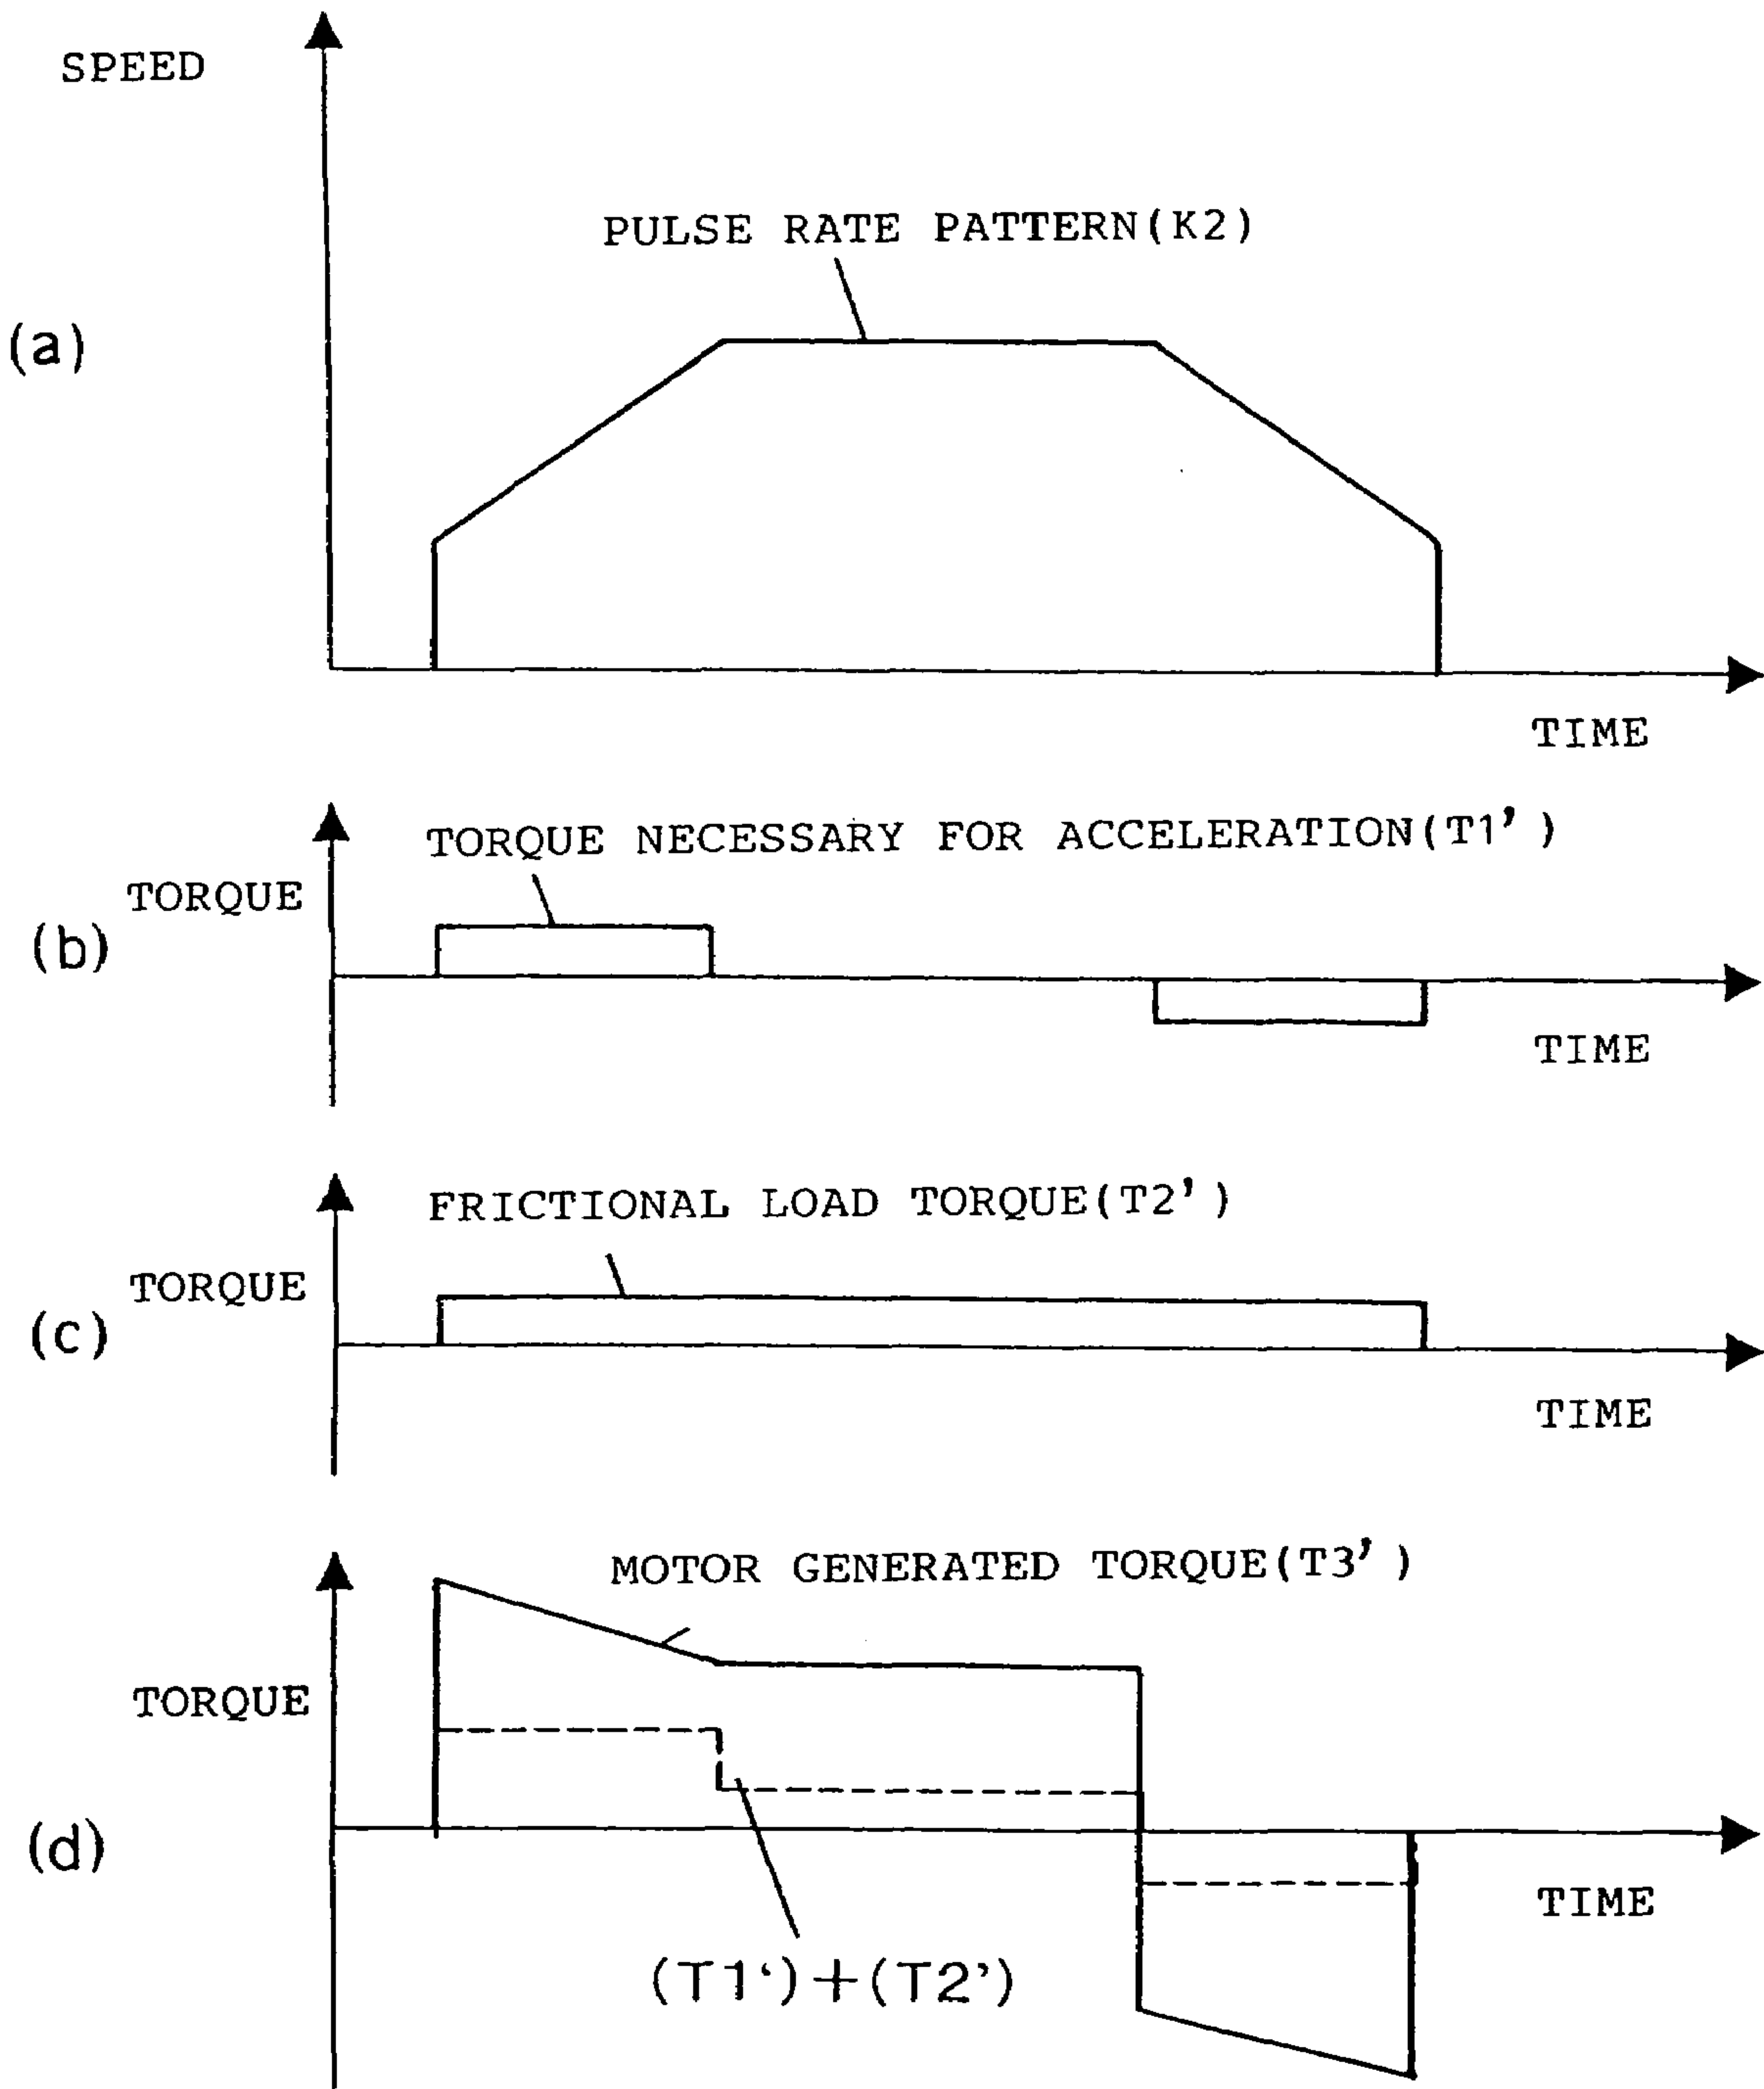 SPEED
PULSE RATE PATTERN(K2)
(a)
TIME
TORQUE NECESSARY FOR ACCELERATION(T1')
TORQUE
(b)
TIME
FRICTIONAL LOAD TORQUE(T2')
TORQUE
(c)
TIME
MOTOR GENERATED TORQUE(T3')
TORQUE
(d)
TIME
(T1‘)+(T2’)